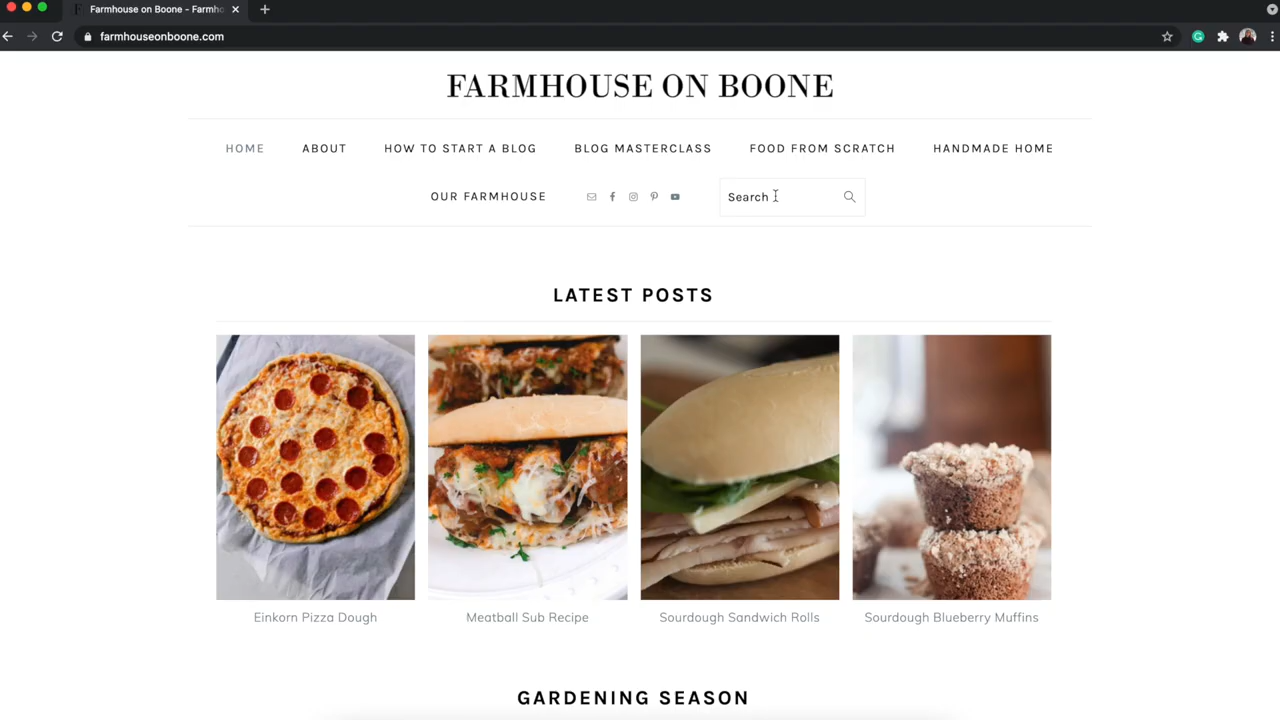 Farmhouse on Boone - Farmho
farmhouseonboone.com
FARMHOUSE ON BOONE
HOME ABOUT HOW TO START A BLOG BLOG MASTERCLASS FOOD FROM SCRATCH HANDMADE HOME
OUR FARMHOUSE Search
LATEST POSTS
Einkorn Pizza Dough Meatball Sub Recipe Sourdough Sandwich Rolls Sourdough Blueberry Muffins
GARDENING SEASON